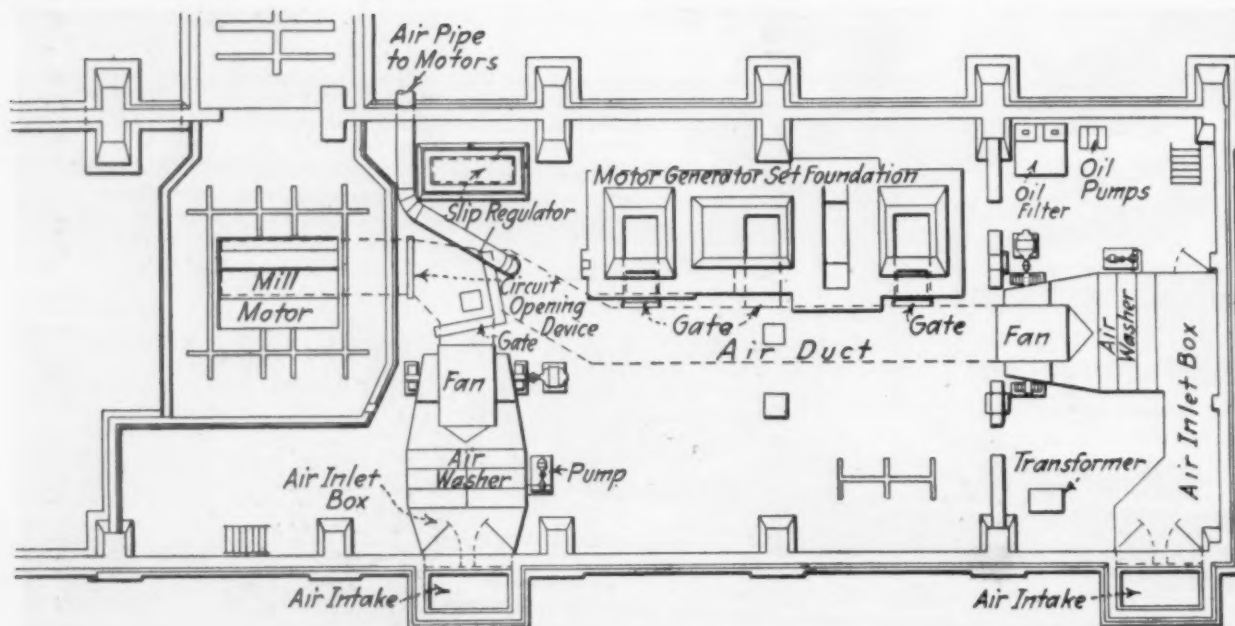 Air Pipe
to Motors
Motor Generator Set Foundation
Oil
Filter
Oil
Pumps
Slip Regulator
Mill
Motor
Circuit
Opening
Device
Gate
Gate
Gate
Air Duct
Fan
Air
Washer
Air Inlet Box
Fan
Air
Washer
Pump
Air Inlet
Box
Transformer
Air Intake
Air Intake